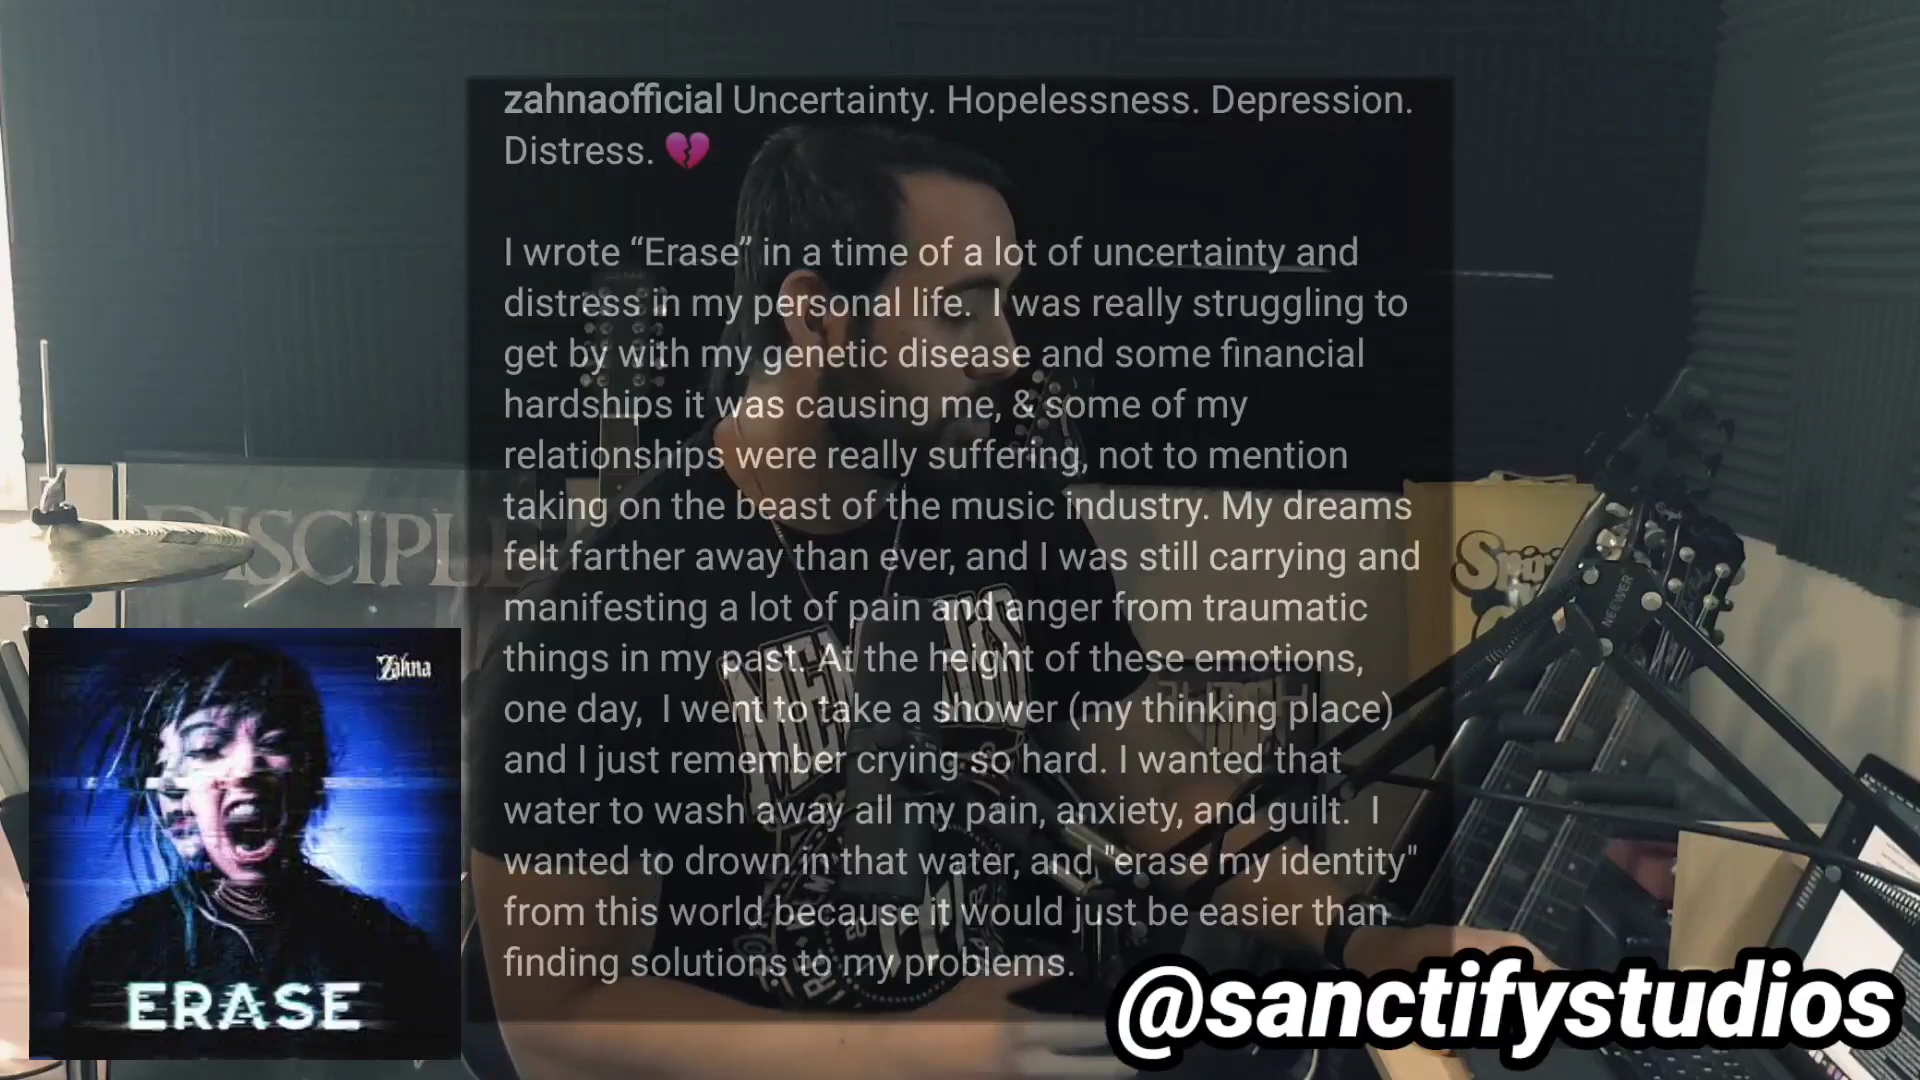 zahnaofficial Uncertainty. Hopelessness. Depression.
Distress. 💔
I wrote “Erase” in a time of a lot of uncertainty and
distress in my personal life.  I was really struggling to
get by with my genetic disease and some financial
hardships it was causing me, & some of my
relationships were really suffering, not to mention
taking on the beast of the music industry. My dreams
felt farther away than ever, and I was still carrying and
manifesting a lot of pain and anger from traumatic
things in my past. At the height of these emotions,
one day,  I went to take a shower (my thinking place)
and I just remember crying so hard. I wanted that
water to wash away all my pain, anxiety, and guilt.  I
wanted to drown in that water, and "erase my identity"
from this world because it would just be easier than
finding solutions to my problems.
DISCIPLE
NEEWER
Zahna
ERASE
@sanctifystudios